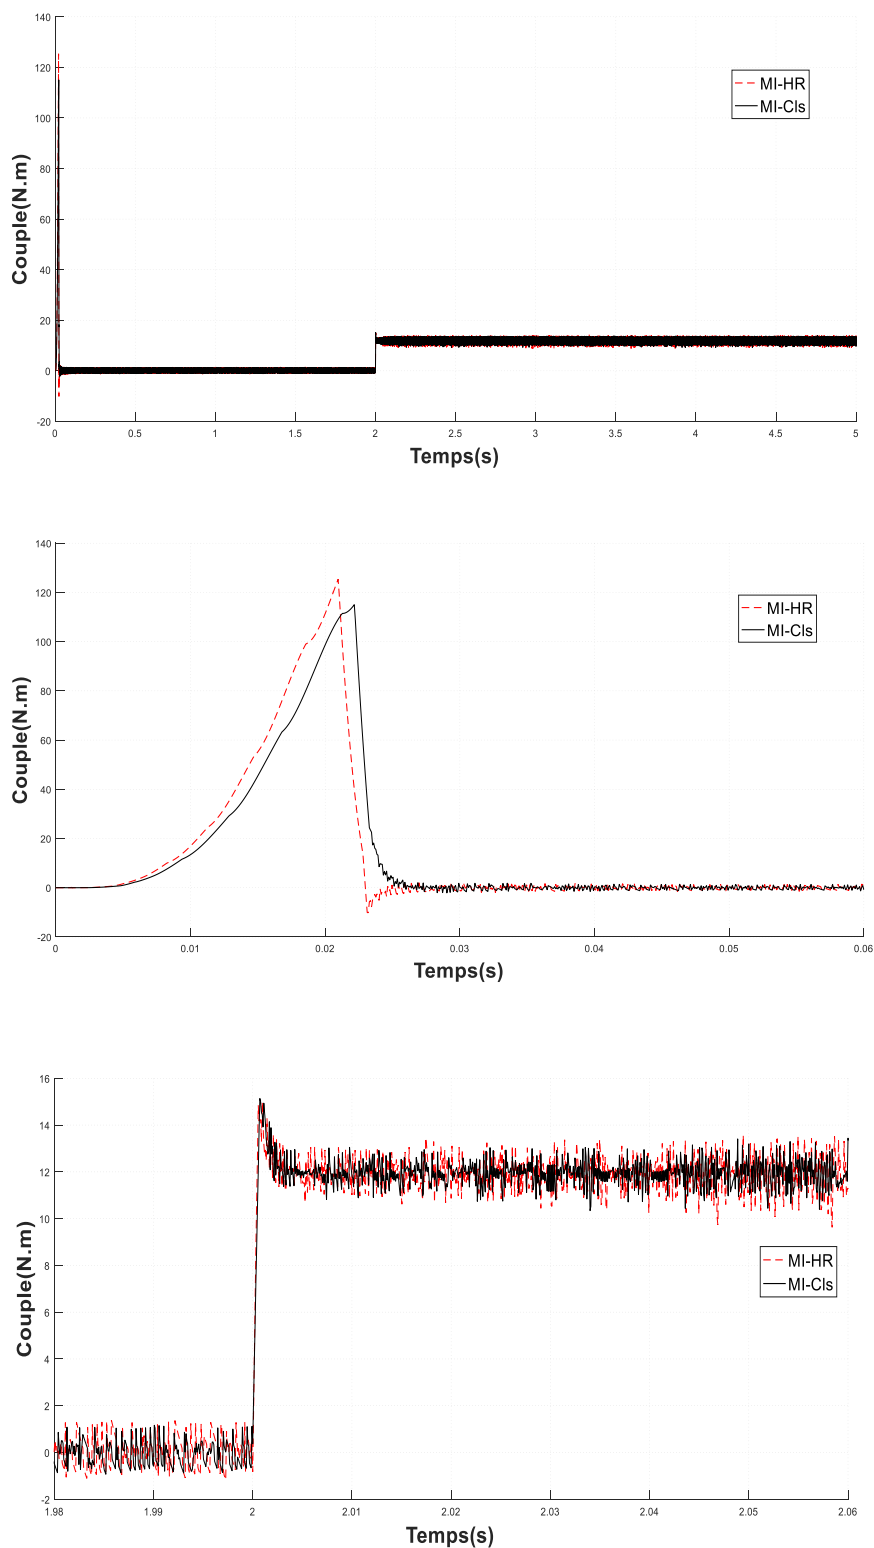 140
120
100
80
60
40
20
0
-20
Couple(N.m)
MI-HR
MI-Cls
0 0.5 1 1.5 2 2.5 3 3.5 4 4.5 5
Temps(s)
140
120
100
80
60
40
20
0
-20
Couple(N.m)
MI-HR
MI-Cls
0 0.01 0.02 0.03 0.04 0.05 0.06
Temps(s)
16
14
12
10
8
6
4
2
0
-2
Couple(N.m)
MI-HR
MI-Cls
1.98 1.99 2 2.01 2.02 2.03 2.04 2.05 2.06
Temps(s)